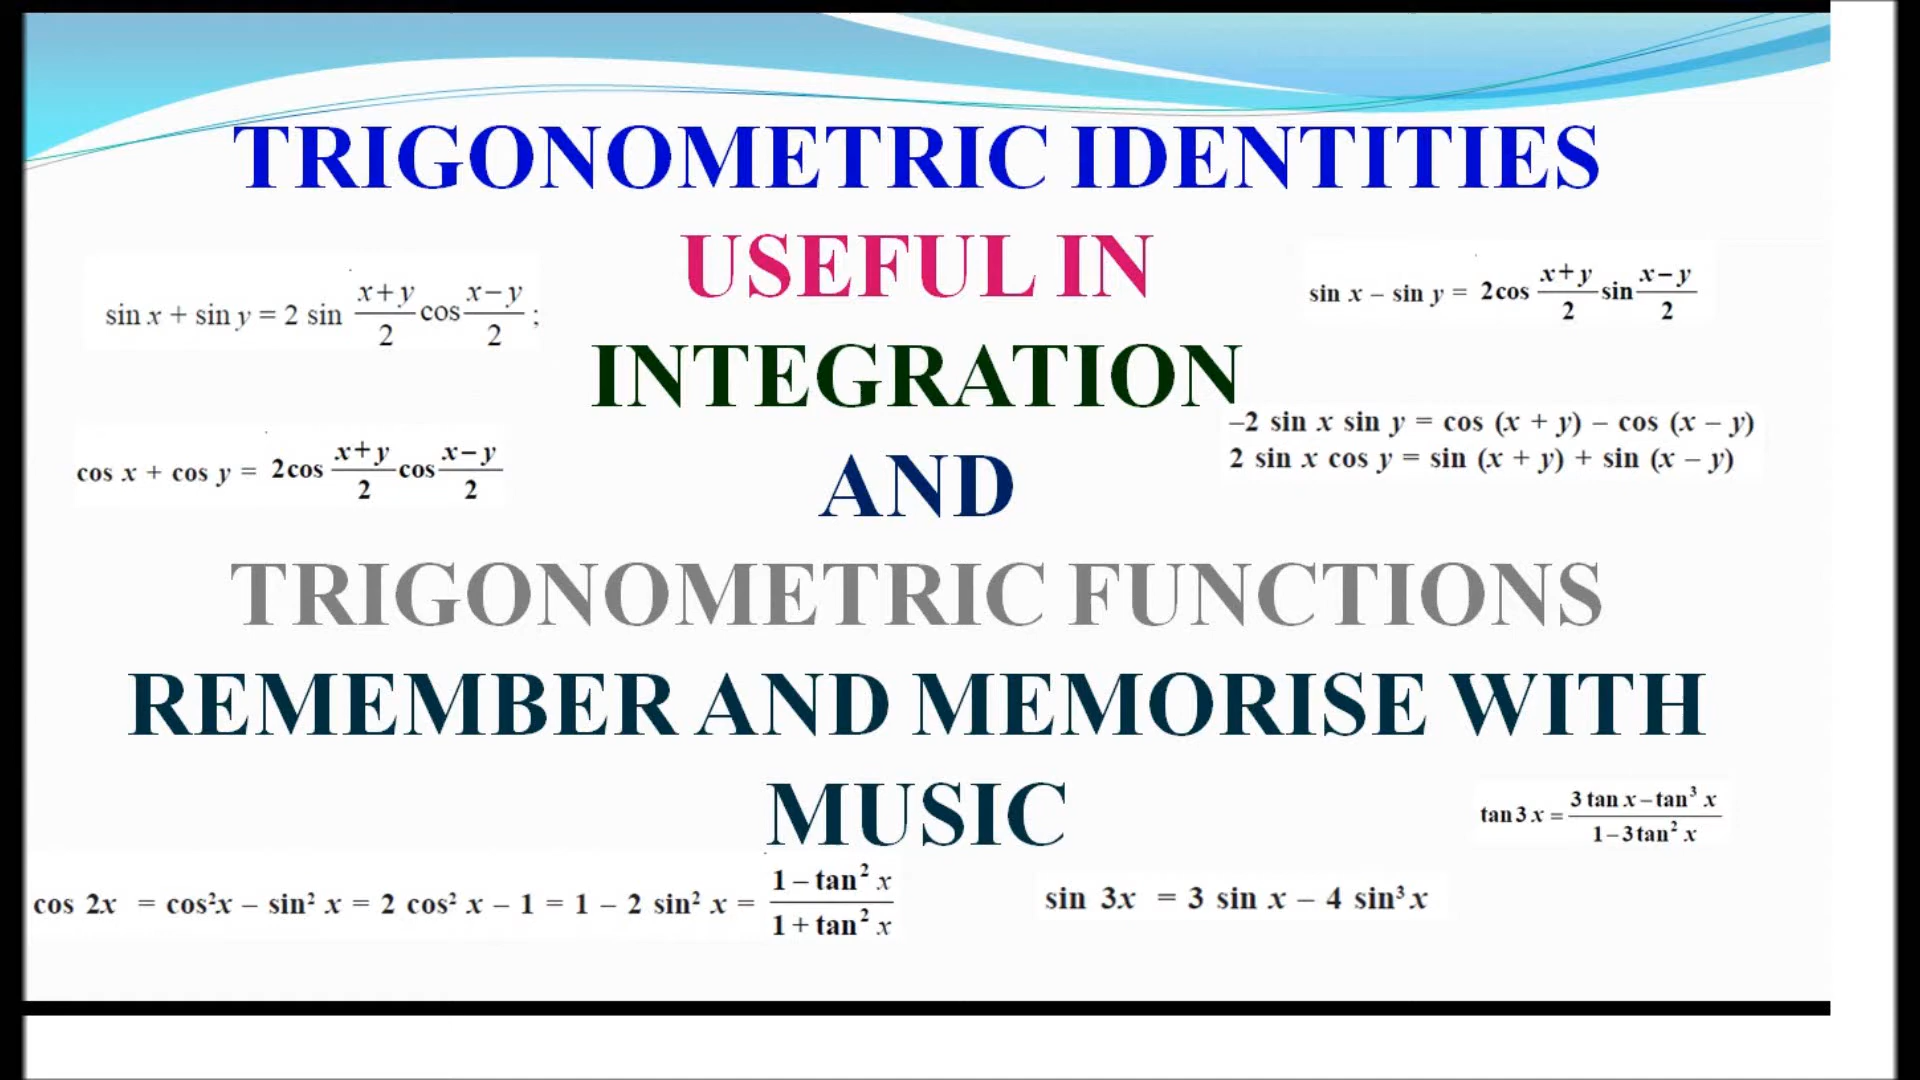 TRIGONOMETRIC IDENTITIES
USEFUL IN
sin x + sin y = 2 sin (x+y)/2 cos (x−y)/2 ;
sin x – sin y = 2cos (x+y)/2 sin (x−y)/2
INTEGRATION
–2 sin x sin y = cos (x + y) – cos (x – y)
2 sin x cos y = sin (x + y) + sin (x – y)
cos x + cos y = 2cos (x+y)/2 cos (x−y)/2
AND
TRIGONOMETRIC FUNCTIONS
REMEMBER AND MEMORISE WITH
MUSIC
tan 3x = (3 tan x – tan³ x)/(1 – 3 tan² x)
cos 2x = cos²x – sin² x = 2 cos² x – 1 = 1 – 2 sin² x = (1 – tan² x)/(1 + tan² x)
sin 3x = 3 sin x – 4 sin³ x